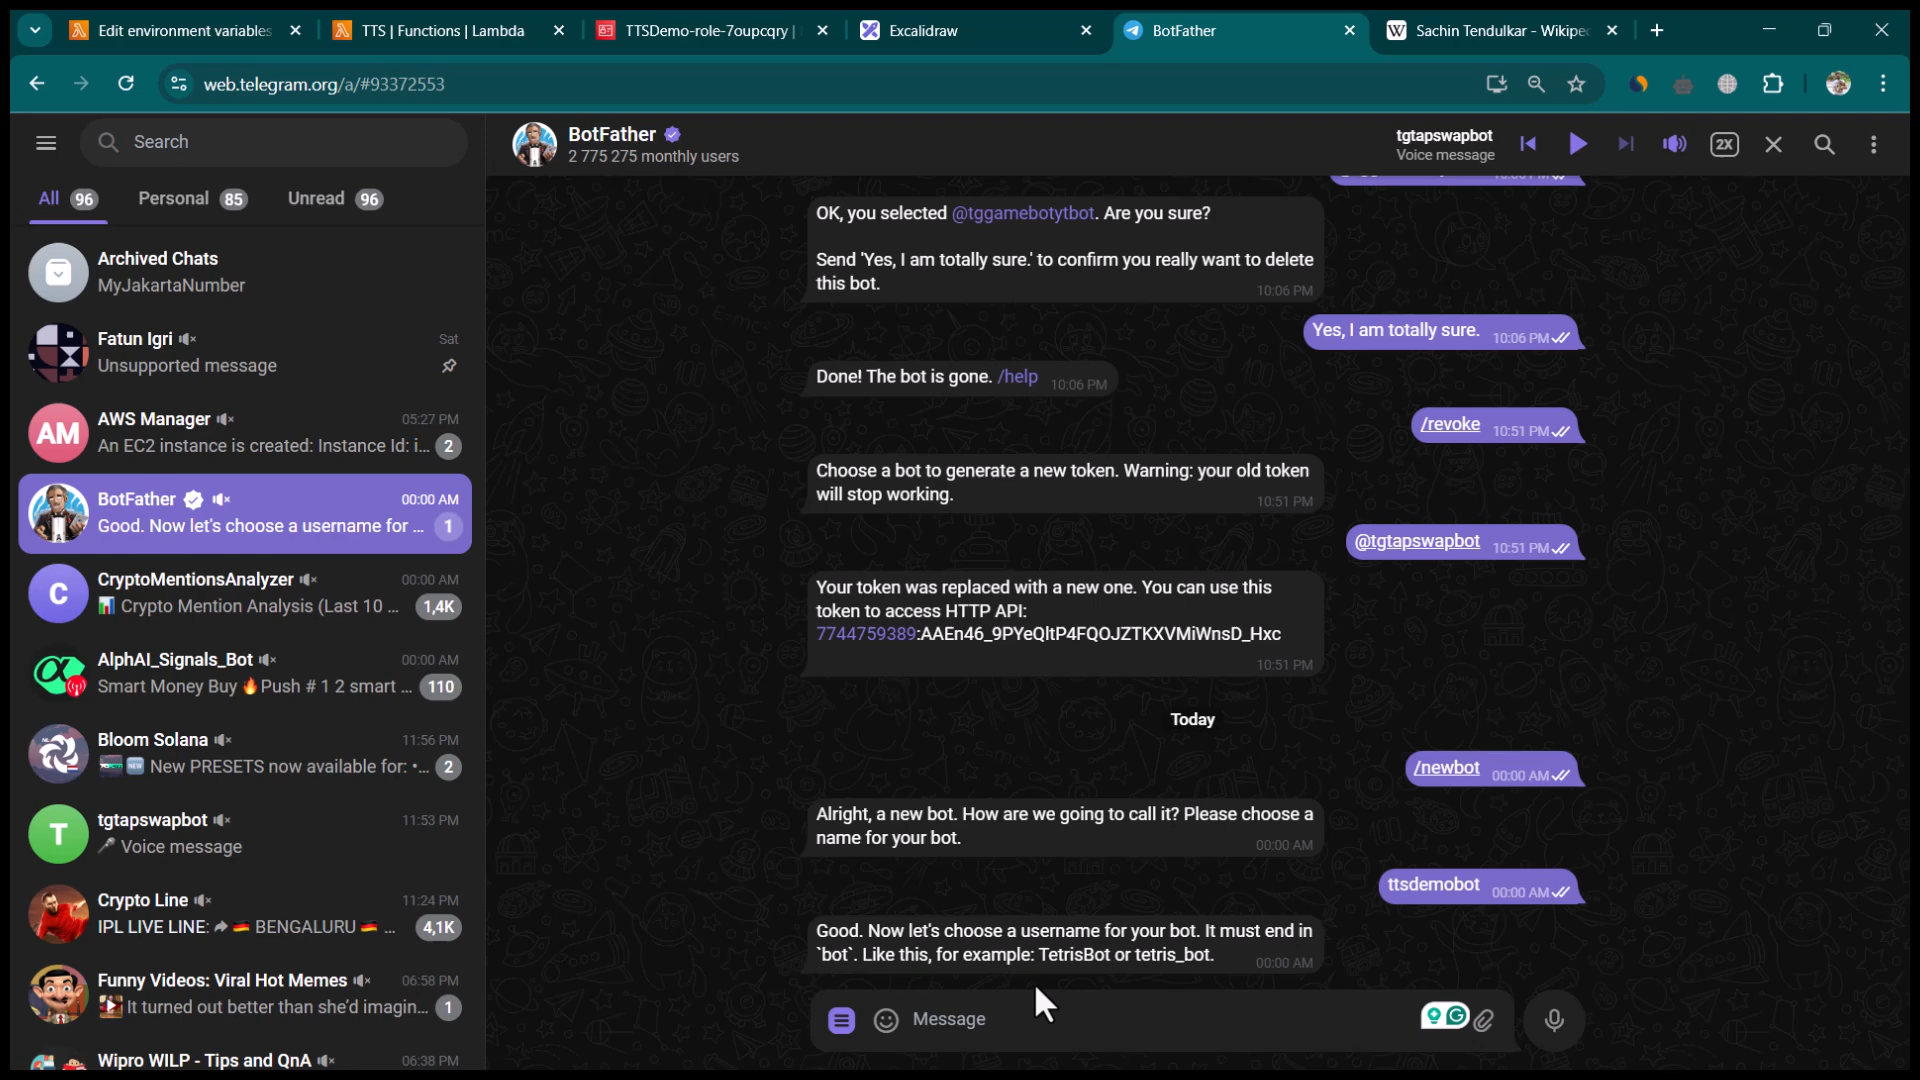 Edit environment variables
TTS | Functions | Lambda
TTSDemo-role-7oupcqry |
Excalidraw
BotFather
Sachin Tendulkar - Wikipe
web.telegram.org/a/#93372553
Search
All 96
Personal 85
Unread 96
Archived Chats
MyJakartaNumber
Fatun Igri
Sat
Unsupported message
AM
AWS Manager
05:27 PM
An EC2 instance is created: Instance Id: i...
2
BotFather
00:00 AM
Good. Now let's choose a username for ...
1
C
CryptoMentionsAnalyzer
00:00 AM
Crypto Mention Analysis (Last 10 ...
1,4K
AlphAI_Signals_Bot
00:00 AM
Smart Money Buy 🔥Push # 1 2 smart ...
110
Bloom Solana
11:56 PM
New PRESETS now available for: •...
2
T
tgtapswapbot
11:53 PM
Voice message
Crypto Line
11:24 PM
IPL LIVE LINE: BENGALURU ...
4,1K
Funny Videos: Viral Hot Memes
06:58 PM
It turned out better than she'd imagin...
1
Wipro WILP - Tips and QnA
06:38 PM
BotFather
2 775 275 monthly users
tgtapswapbot
Voice message
2X
OK, you selected @tggamebotytbot. Are you sure?
Send 'Yes, I am totally sure.' to confirm you really want to delete
this bot.
10:06 PM
Yes, I am totally sure. 10:06 PM
Done! The bot is gone. /help 10:06 PM
/revoke 10:51 PM
Choose a bot to generate a new token. Warning: your old token
will stop working.
10:51 PM
@tgtapswapbot 10:51 PM
Your token was replaced with a new one. You can use this
token to access HTTP API:
7744759389:AAEn46_9PYeQltP4FQOJZTKXVMiWnsD_Hxc
10:51 PM
Today
/newbot 00:00 AM
Alright, a new bot. How are we going to call it? Please choose a
name for your bot.
00:00 AM
ttsdemobot 00:00 AM
Good. Now let's choose a username for your bot. It must end in
`bot`. Like this, for example: TetrisBot or tetris_bot.
00:00 AM
Message